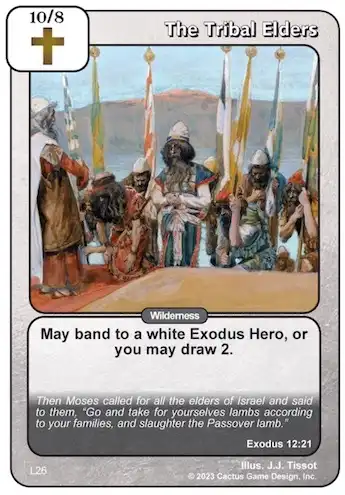 10/8
The Tribal Elders
Wilderness
May band to a white Exodus Hero, or
you may draw 2.
Then Moses called for all the elders of Israel and said
to them, “Go and take for yourselves lambs according
to your families, and slaughter the Passover lamb.”
Exodus 12:21
Illus. J.J. Tissot
L26
© 2023 Cactus Game Design, Inc.